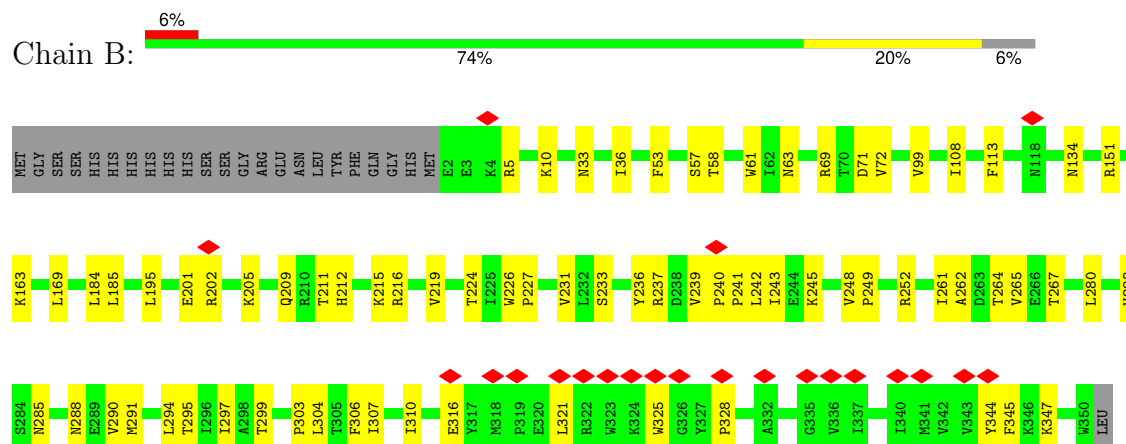 6%
Chain B:
74% 20% 6%
MET GLY SER SER HIS HIS HIS HIS HIS HIS SER SER GLY ARG GLU ASN LEU TYR PHE GLN GLY HIS MET E2 E3 K4 R5 K10 N33 I36 F53 S57 T58 W61 I62 N63 R69 T70 D71 V72 V99 I108 F113 N118 N134 R151
K163 L169 L184 L185 L195 E201 R202 K205 Q209 R210 T211 H212 K215 R216 V219 T224 I225 W226 P227 V231 L232 S233 Y236 R237 D238 V239 P240 P241 L242 I243 E244 K245 V248 P249 R252 I261 A262 D263 T264 V265 E266 T267 L280
S284 N285 N288 E289 V290 M291 L294 T295 I296 I297 A298 T299 P303 L304 T305 F306 I307 I310 E316 Y317 M318 P319 E320 L321 R322 W323 K324 W325 G326 Y327 P328 A332 G335 V336 I337 I340 M341 V342 V343 Y344 F345 K346 K347 W350 LEU